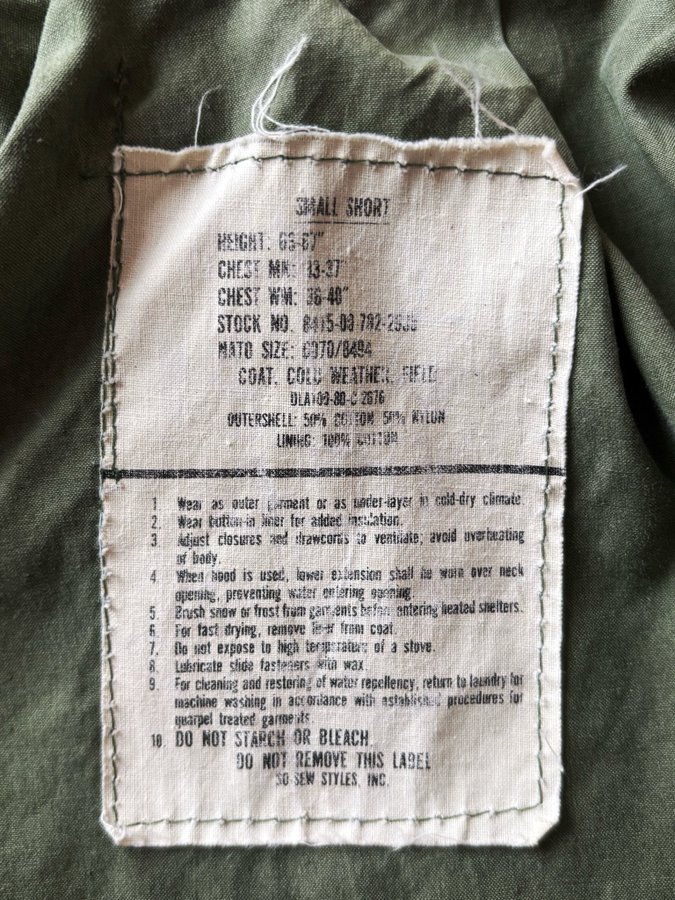 SMALL SHORT
HEIGHT: 63-67"
CHEST MN: 33-37"
CHEST WM: 36-40"
STOCK NO. 8415-00-782-2935
NATO SIZE: 6070/8494
COAT, COLD WEATHER, FIELD
DLA100-80-C-2676
OUTERSHELL: 50% COTTON 50% NYLON
LINING: 100% COTTON
1. Wear as outer garment or as under-layer in cold-dry climate.
2. Wear button-in liner for added insulation.
3. Adjust closures and drawcords to ventilate; avoid overheating
of body.
4. When hood is used, lower extension shall be worn over neck
opening, preventing water entering opening.
5. Brush snow or frost from garments before entering heated shelters.
6. For fast drying, remove liner from coat.
7. Do not expose to high temperature of a stove.
8. Lubricate slide fasteners with wax.
9. For cleaning and restoring of water repellency, return to laundry for
machine washing in accordance with established procedures for
quarpel treated garments.
10. DO NOT STARCH OR BLEACH.
DO NOT REMOVE THIS LABEL
SO-SEW STYLES, INC.